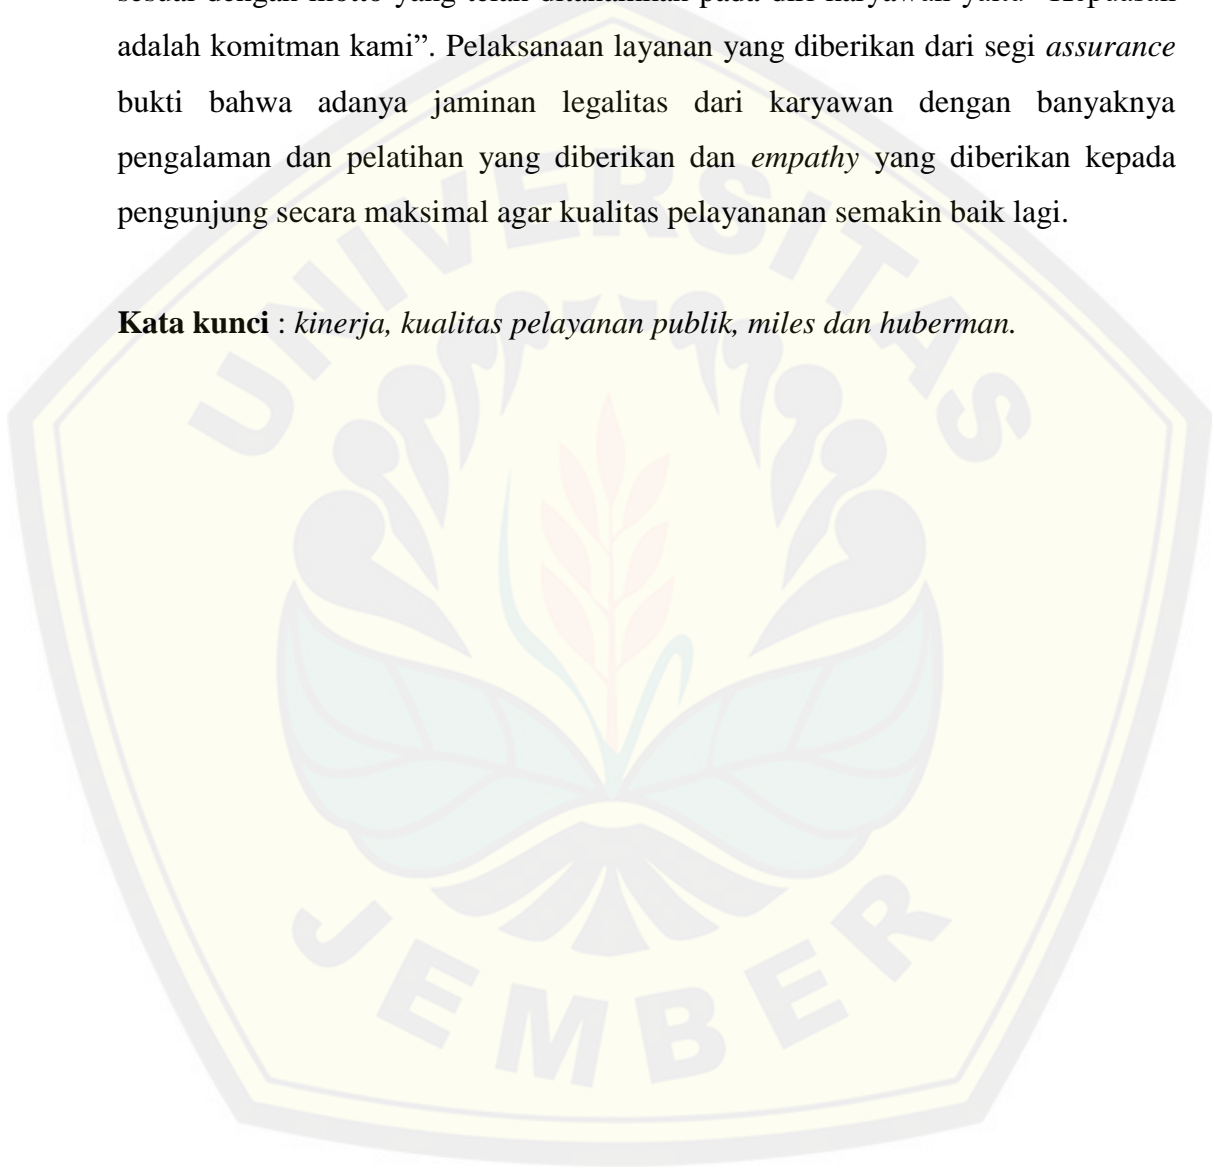 adalah komitman kami”. Pelaksanaan layanan yang diberikan dari segi assurance
bukti bahwa adanya jaminan legalitas dari karyawan dengan banyaknya
pengalaman dan pelatihan yang diberikan dan empathy yang diberikan kepada
pengunjung secara maksimal agar kualitas pelayananan semakin baik lagi.
Kata kunci : kinerja, kualitas pelayanan publik, miles dan huberman.
UNIVERSITAS
JEMBER